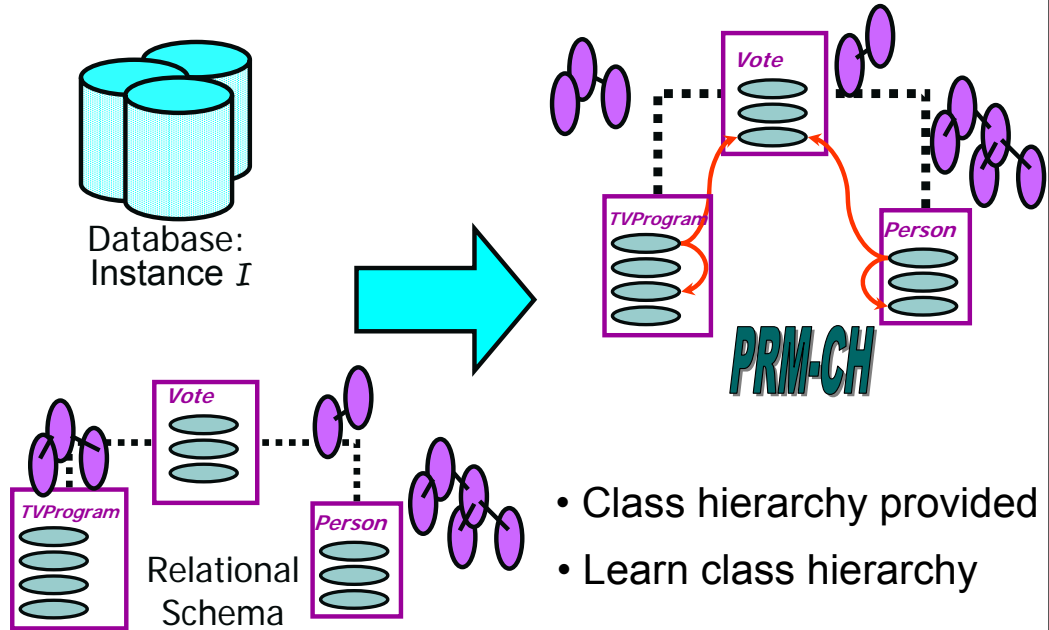 Database:
Instance I
Vote
TVProgram
Person
Relational
Schema
Vote
TVProgram
Person
PRM-CH
• Class hierarchy provided
• Learn class hierarchy